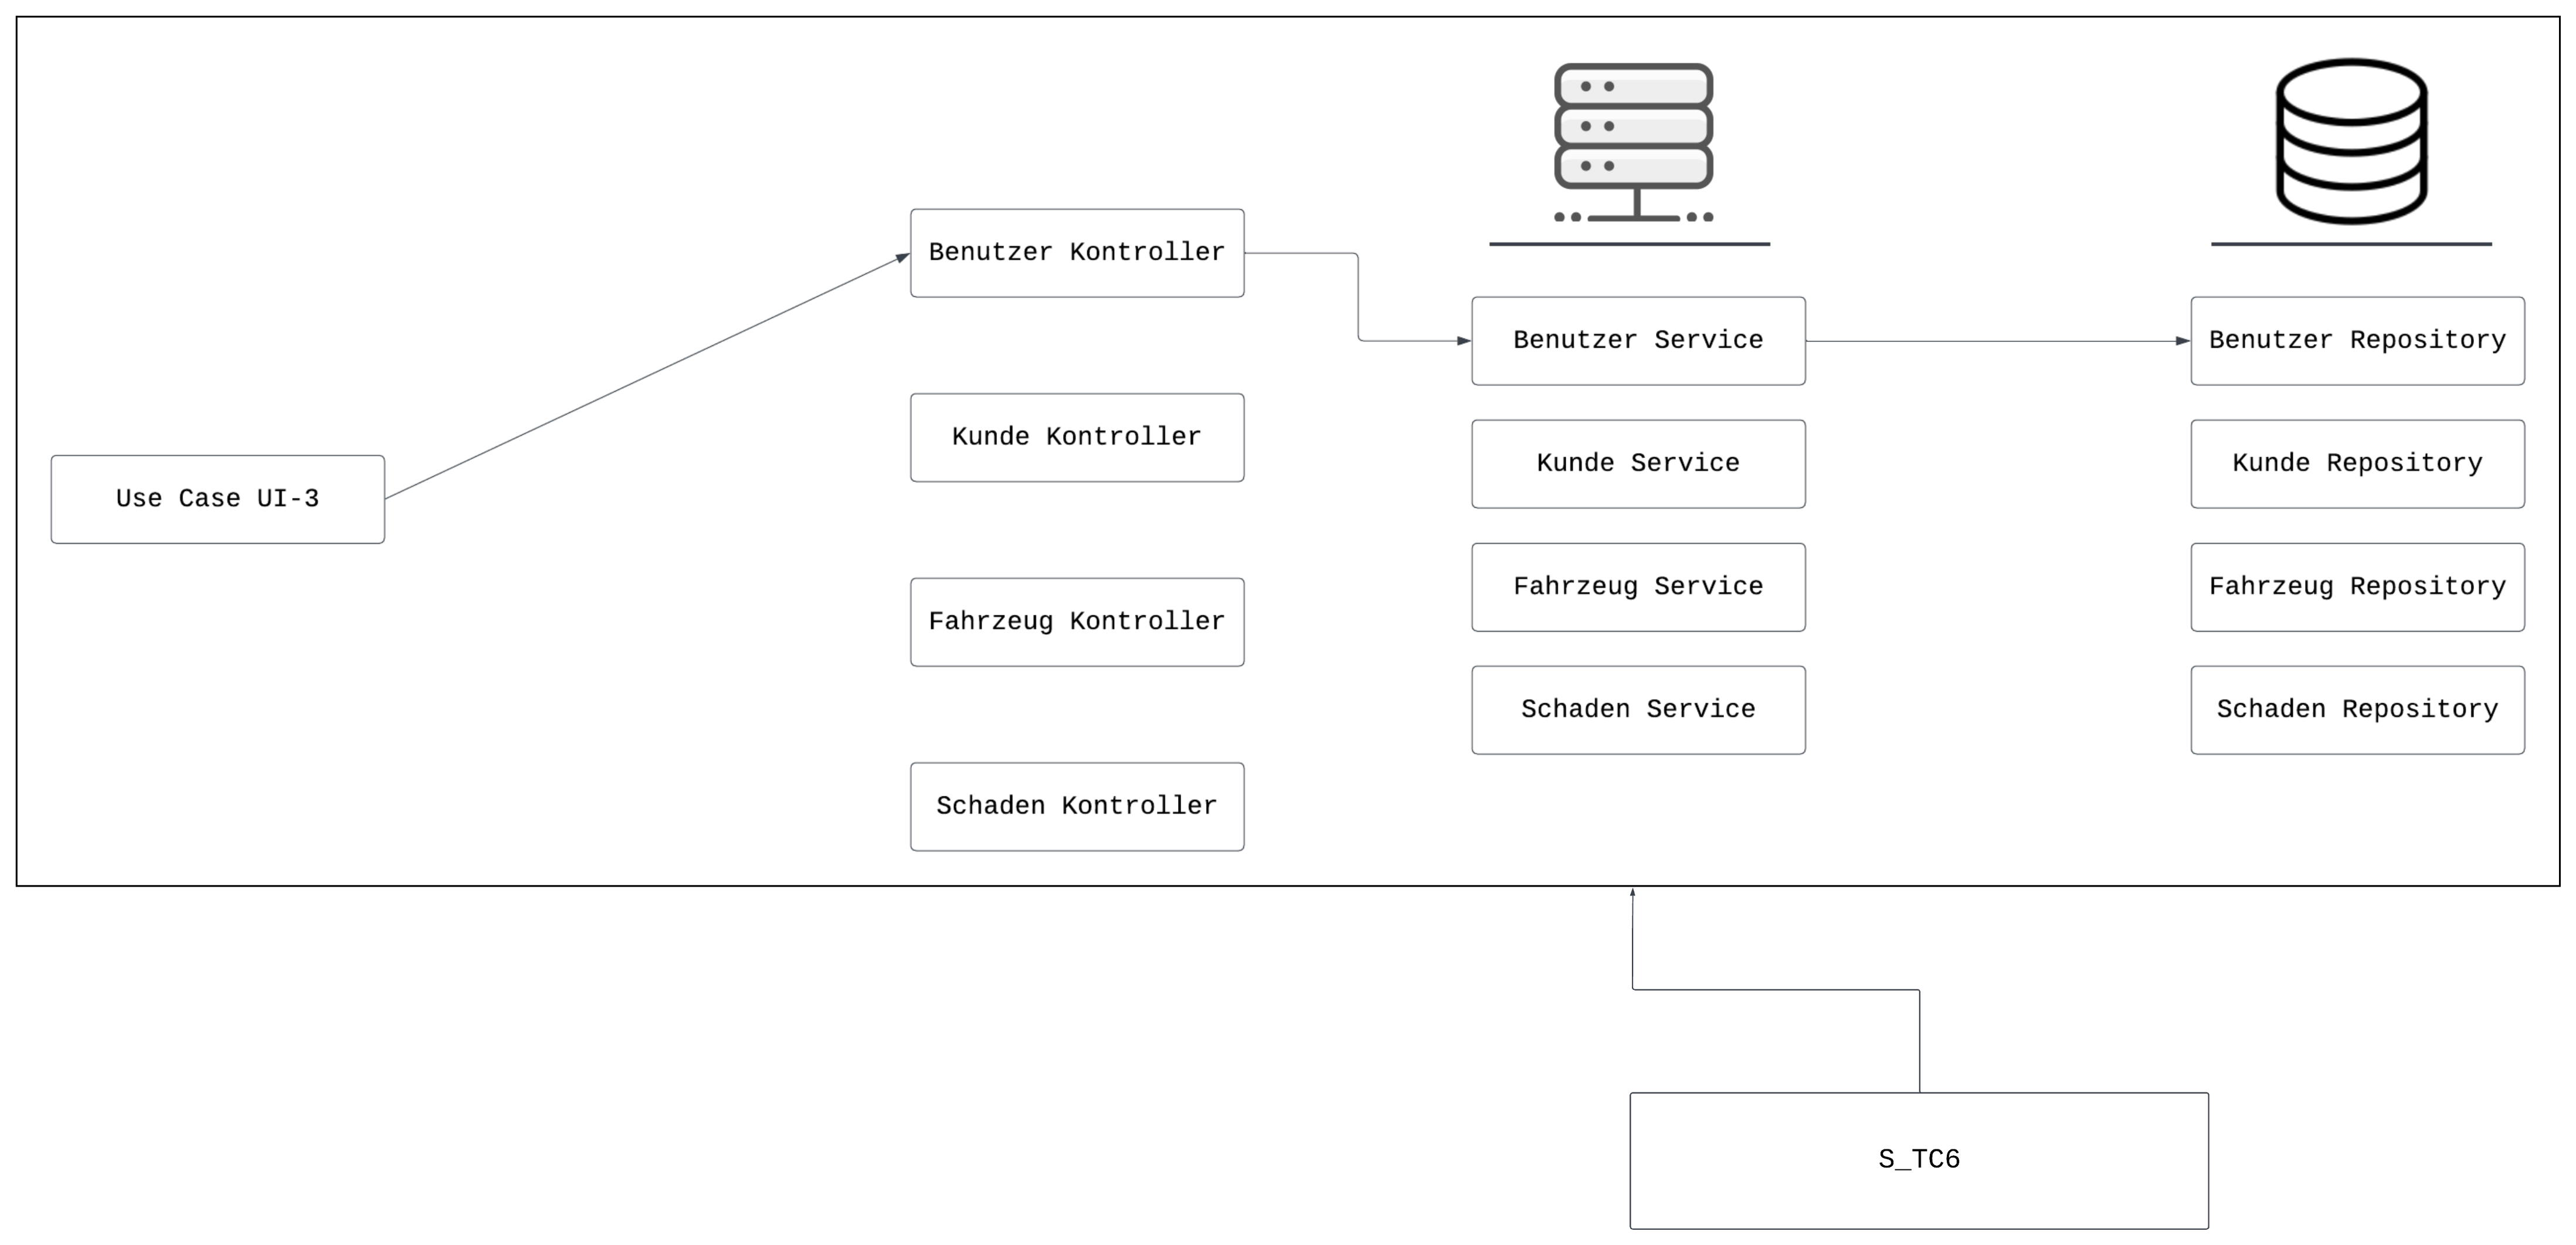 Use Case UI-3
Benutzer Kontroller
Kunde Kontroller
Fahrzeug Kontroller
Schaden Kontroller
Benutzer Service
Kunde Service
Fahrzeug Service
Schaden Service
Benutzer Repository
Kunde Repository
Fahrzeug Repository
Schaden Repository
S_TC6